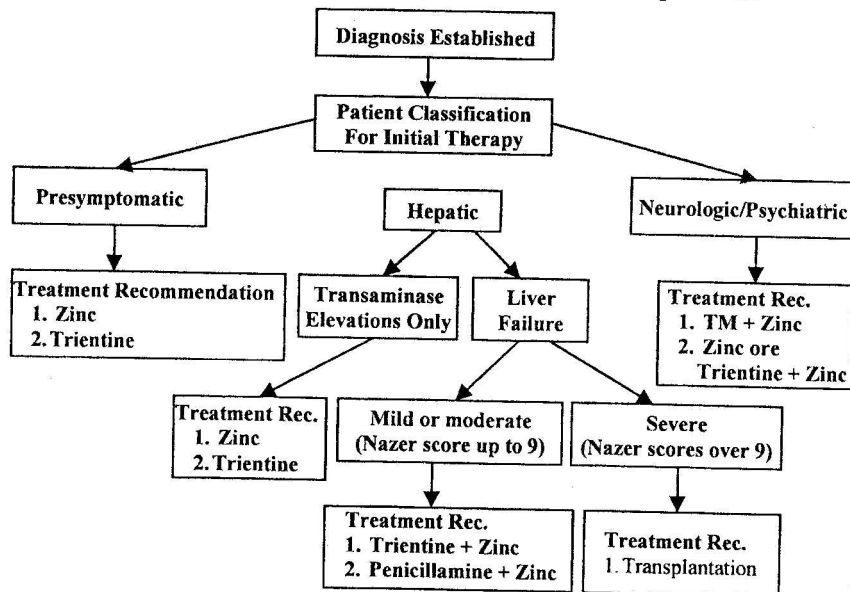 Diagnosis Established
Patient Classification
For Initial Therapy
Presymptomatic
Hepatic
Neurologic/Psychiatric
Treatment Recommendation
1. Zinc
2. Trientine
Transaminase
Elevations Only
Liver
Failure
Treatment Rec.
1. TM + Zinc
2. Zinc ore
Trientine + Zinc
Treatment Rec.
1. Zinc
2. Trientine
Mild or moderate
(Nazer score up to 9)
Severe
(Nazer scores over 9)
Treatment Rec.
1. Trientine + Zinc
2. Penicillamine + Zinc
Treatment Rec.
1. Transplantation